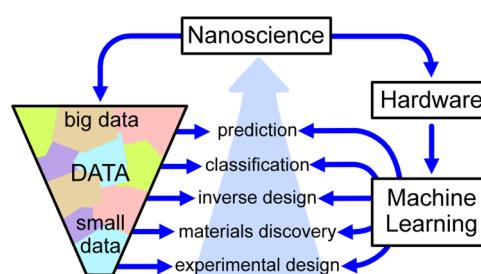 Nanoscience
Hardware
big data
DATA
small
data
prediction
classification
inverse design
materials discovery
experimental design
Machine
Learning